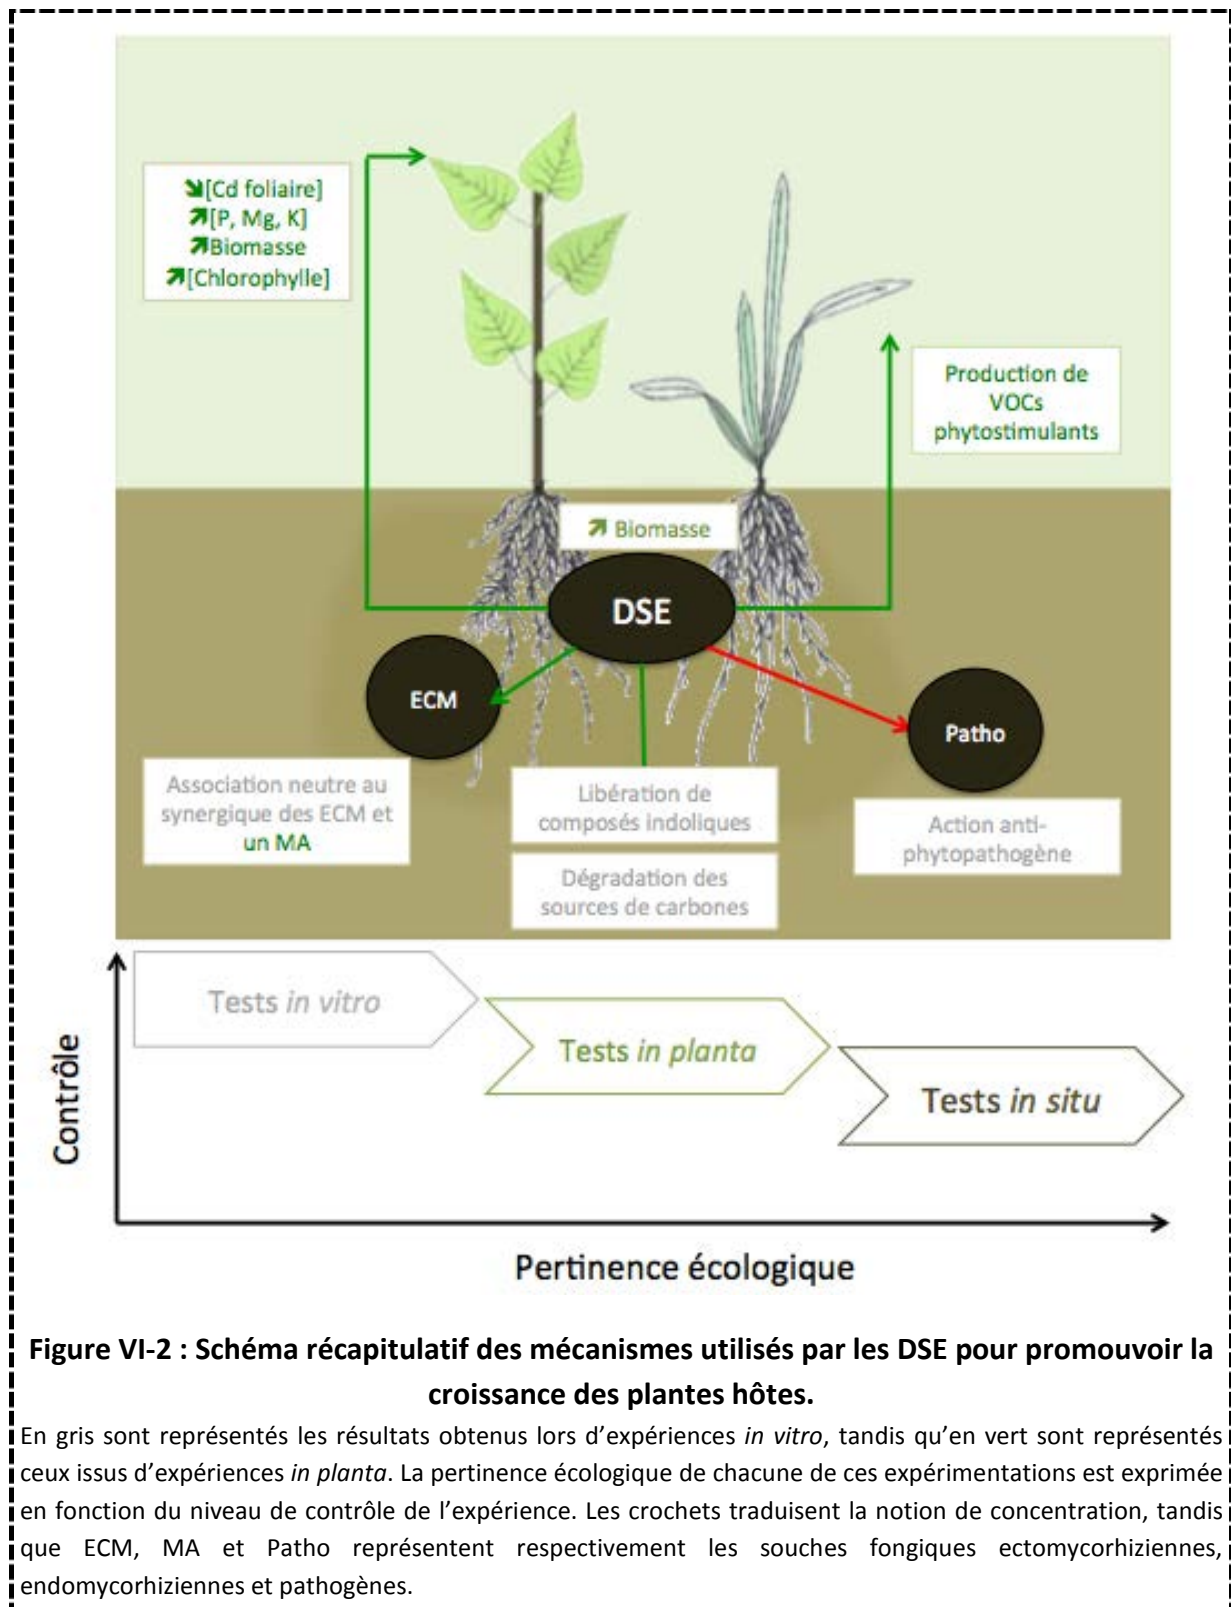 ↘[Cd foliaire]
↗[P, Mg, K]
↗Biomasse
↗[Chlorophylle]
Production de
VOCs
phytostimulants
↗ Biomasse
DSE
ECM
Patho
Association neutre au
synergique des ECM et
un MA
Libération de
composés indoliques
Action anti-
phytopathogène
Dégradation des
sources de carbones
Contrôle
Tests in vitro
Tests in planta
Tests in situ
Pertinence écologique
Figure VI-2 : Schéma récapitulatif des mécanismes utilisés par les DSE pour promouvoir la
croissance des plantes hôtes.
En gris sont représentés les résultats obtenus lors d’expériences in vitro, tandis qu’en vert sont représentés
ceux issus d’expériences in planta. La pertinence écologique de chacune de ces expérimentations est exprimée
en fonction du niveau de contrôle de l’expérience. Les crochets traduisent la notion de concentration, tandis
que ECM, MA et Patho représentent respectivement les souches fongiques ectomycorhiziennes,
endomycorhiziennes et pathogènes.